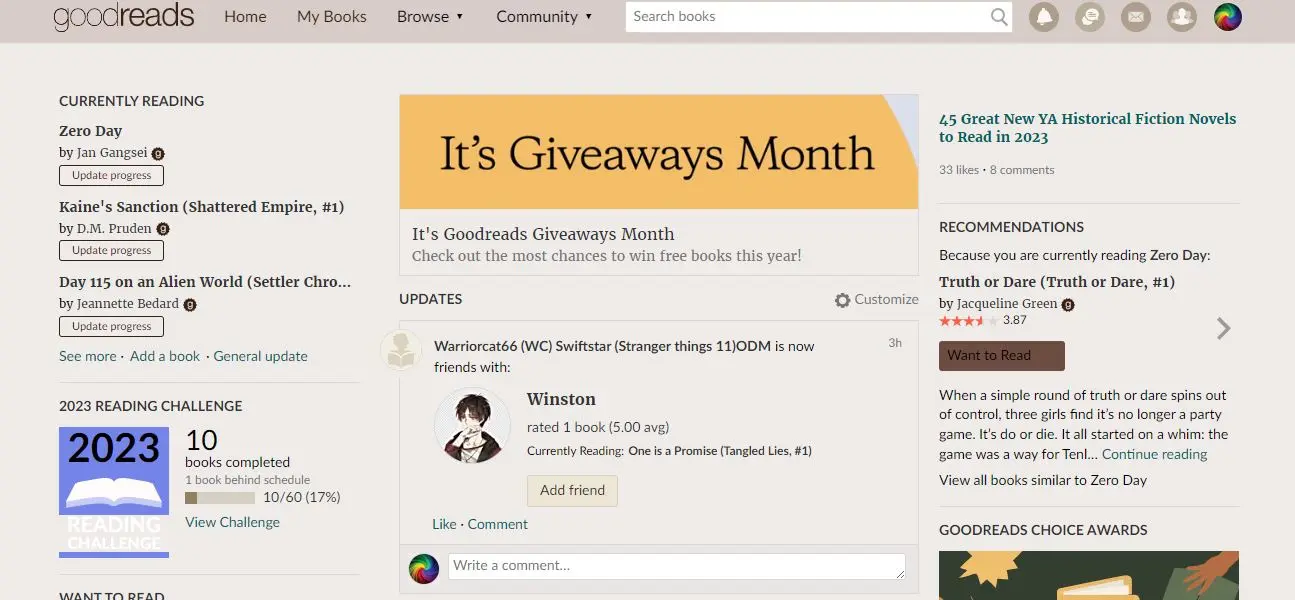 goodreads
Home
My Books
Browse ▼
Community ▼
Search books
CURRENTLY READING
Zero Day
by Jan Gangsei
Update progress
Kaine's Sanction (Shattered Empire, #1)
by D.M. Pruden
Update progress
Day 115 on an Alien World (Settler Chro...
by Jeannette Bedard
Update progress
See more · Add a book · General update
2023 READING CHALLENGE
2023
READING
CHALLENGE
10
books completed
1 book behind schedule
10/60 (17%)
View Challenge
WANT TO READ
It's Giveaways Month
It's Goodreads Giveaways Month
Check out the most chances to win free books this year!
UPDATES
Customize
Warriorcat66 (WC) Swiftstar (Stranger things 11)ODM is now
friends with:
3h
Winston
rated 1 book (5.00 avg)
Currently Reading: One is a Promise (Tangled Lies, #1)
Add friend
Like · Comment
Write a comment...
45 Great New YA Historical Fiction Novels
to Read in 2023
33 likes · 8 comments
RECOMMENDATIONS
Because you are currently reading Zero Day:
Truth or Dare (Truth or Dare, #1)
by Jacqueline Green
3.87
Want to Read
When a simple round of truth or dare spins out
of control, three girls find it's no longer a party
game. It's do or die. It all started on a whim: the
game was a way for Tenl... Continue reading
View all books similar to Zero Day
GOODREADS CHOICE AWARDS